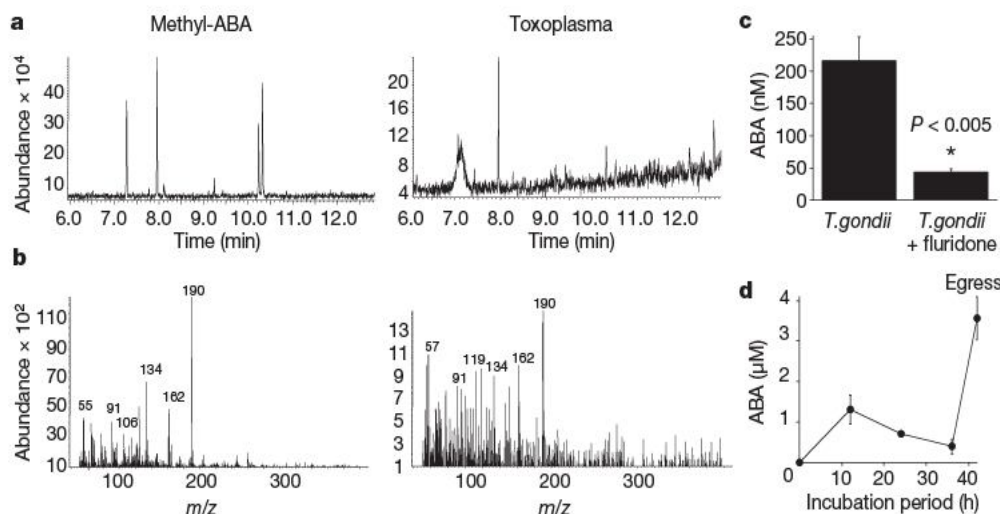 a
Methyl-ABA
Abundance × 10⁴
40
30
20
10
6.0 7.0 8.0 9.0 10.0 11.0 12.0
Time (min)
Toxoplasma
20
16
12
8
4
6.0 7.0 8.0 9.0 10.0 11.0 12.0
Time (min)
b
Abundance × 10²
110
90
70
50
30
10
190
134
162
55
91
106
100 200 300
m/z
13
11
9
7
5
3
1
190
57
119
162
134
91
100 200 300
m/z
c
ABA (nM)
250
200
150
100
50
0
P < 0.005
*
T.gondii
T.gondii
+ fluridone
d
Egress
ABA (μM)
4
3
2
1
0
0 10 20 30 40
Incubation period (h)